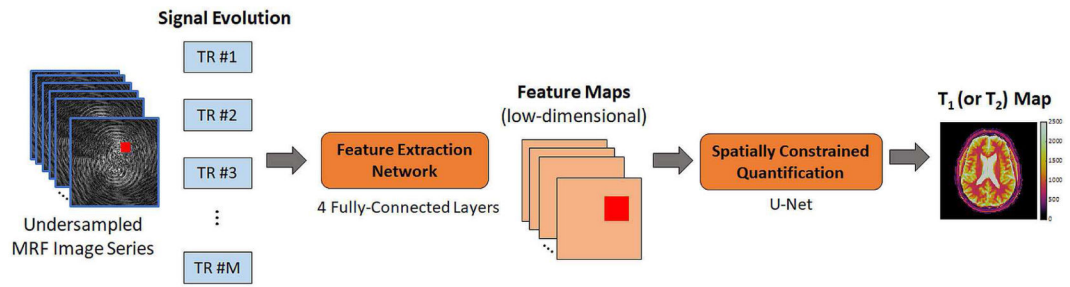 Signal Evolution
TR #1
TR #2
TR #3
TR #M
Undersampled
MRF Image Series
Feature Extraction
Network
4 Fully-Connected Layers
Feature Maps
(low-dimensional)
Spatially Constrained
Quantification
U-Net
T₁ (or T₂) Map
2500
2000
1500
1000
500
0